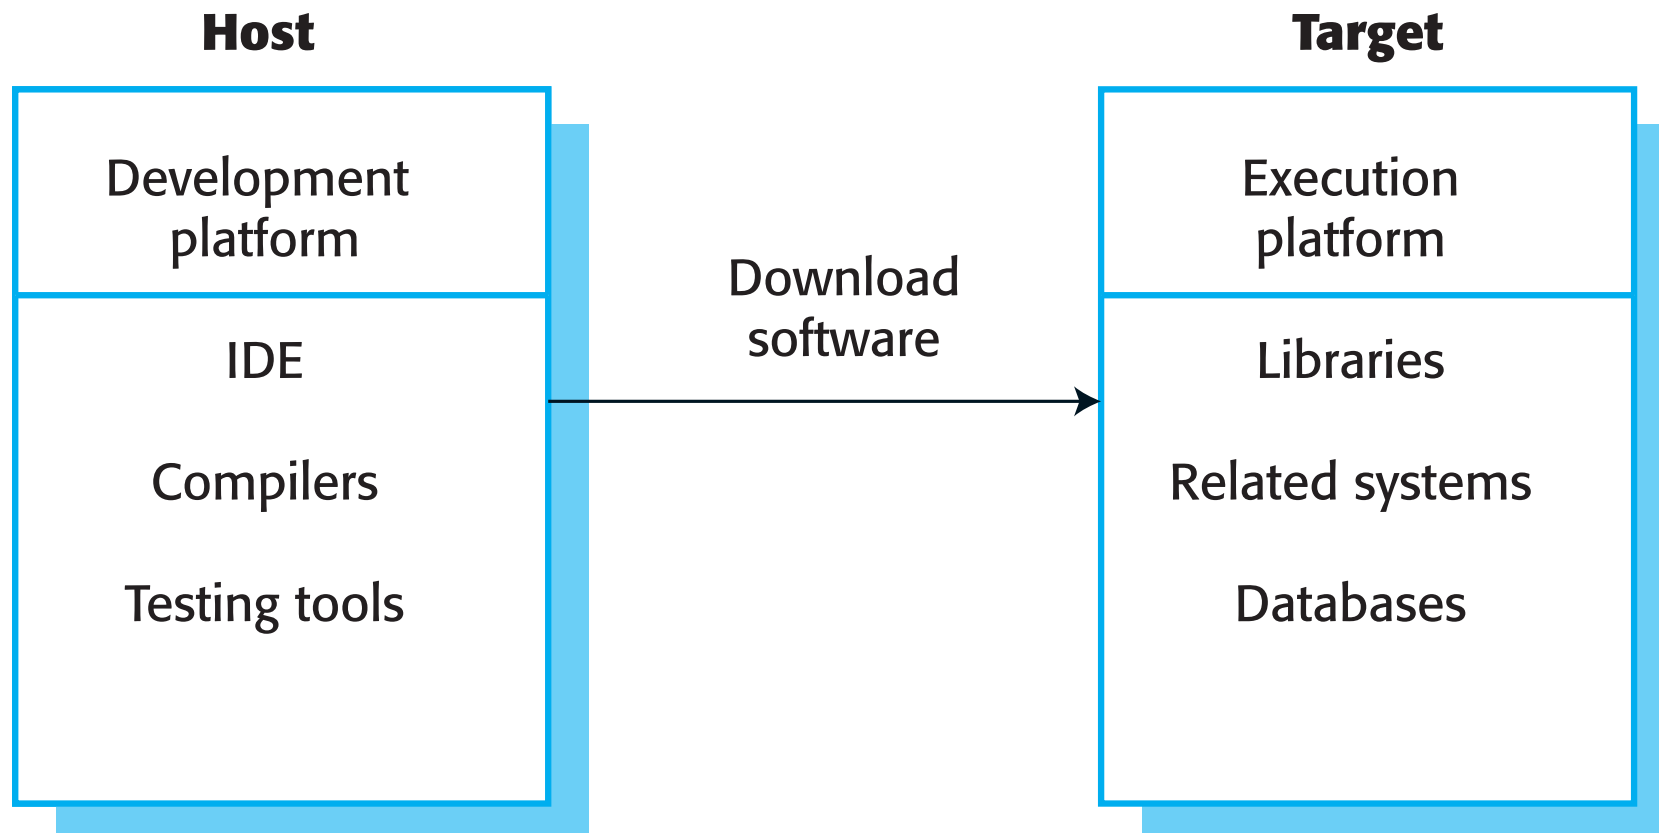 Host
Development
platform
IDE
Compilers
Testing tools
Download
software
Target
Execution
platform
Libraries
Related systems
Databases